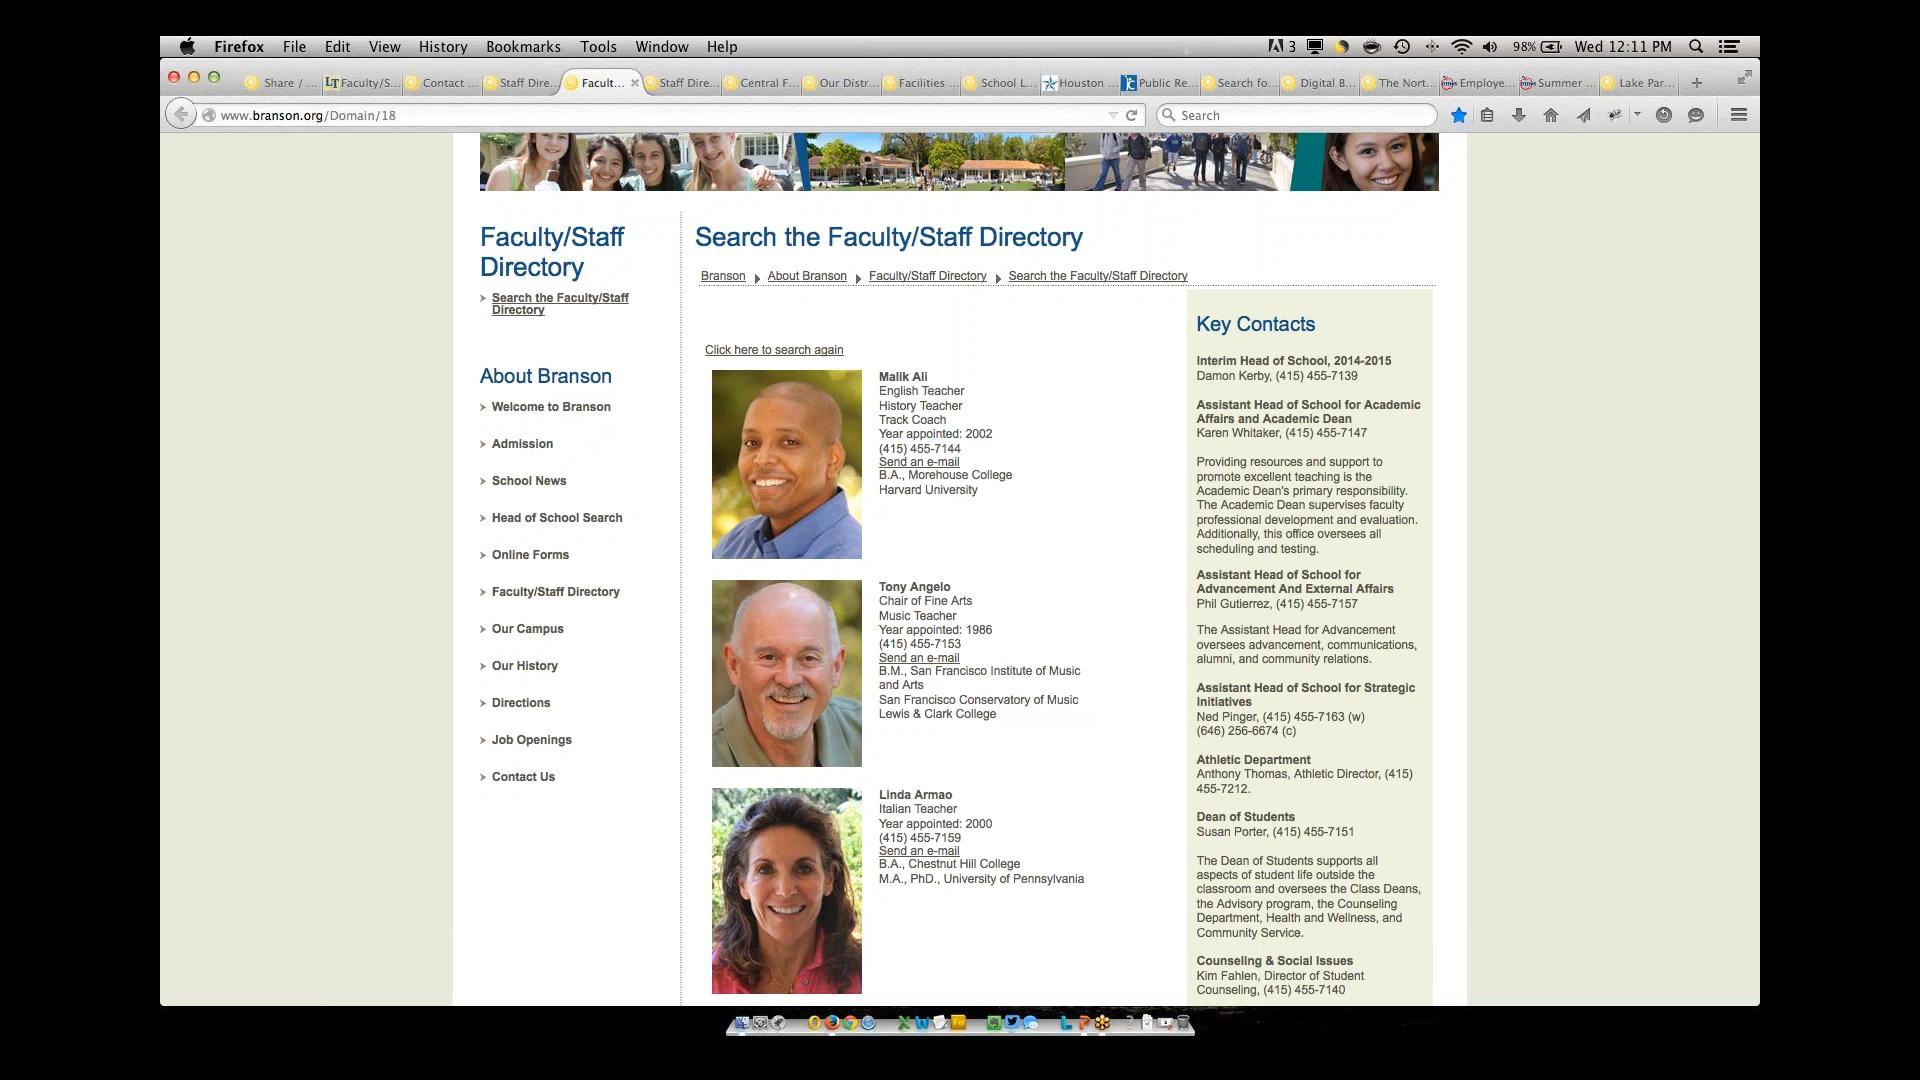 Firefox File Edit View History Bookmarks Tools Window Help
3 98% Wed 12:11 PM
Share / ... LT Faculty/S... Contact ... Staff Dire... Facult... Staff Dire... Central F... Our Distr... Facilities ... School L... Houston ... Public Re... Search fo... Digital B... The Nort... Employe... Summer ... Lake Par...
www.branson.org/Domain/18
Search
Faculty/Staff
Directory
Search the Faculty/Staff
Directory
About Branson
Welcome to Branson
Admission
School News
Head of School Search
Online Forms
Faculty/Staff Directory
Our Campus
Our History
Directions
Job Openings
Contact Us
Search the Faculty/Staff Directory
Branson About Branson Faculty/Staff Directory Search the Faculty/Staff Directory
Click here to search again
Malik Ali
English Teacher
History Teacher
Track Coach
Year appointed: 2002
(415) 455-7144
Send an e-mail
B.A., Morehouse College
Harvard University
Tony Angelo
Chair of Fine Arts
Music Teacher
Year appointed: 1986
(415) 455-7153
Send an e-mail
B.M., San Francisco Institute of Music
and Arts
San Francisco Conservatory of Music
Lewis & Clark College
Linda Armao
Italian Teacher
Year appointed: 2000
(415) 455-7159
Send an e-mail
B.A., Chestnut Hill College
M.A., PhD., University of Pennsylvania
Key Contacts
Interim Head of School, 2014-2015
Damon Kerby, (415) 455-7139
Assistant Head of School for Academic
Affairs and Academic Dean
Karen Whitaker, (415) 455-7147
Providing resources and support to
promote excellent teaching is the
Academic Dean's primary responsibility.
The Academic Dean supervises faculty
professional development and evaluation.
Additionally, this office oversees all
scheduling and testing.
Assistant Head of School for
Advancement And External Affairs
Phil Gutierrez, (415) 455-7157
The Assistant Head for Advancement
oversees advancement, communications,
alumni, and community relations.
Assistant Head of School for Strategic
Initiatives
Ned Pinger, (415) 455-7163 (w)
(646) 256-6674 (c)
Athletic Department
Anthony Thomas, Athletic Director, (415)
455-7212.
Dean of Students
Susan Porter, (415) 455-7151
The Dean of Students supports all
aspects of student life outside the
classroom and oversees the Class Deans,
the Advisory program, the Counseling
Department, Health and Wellness, and
Community Service.
Counseling & Social Issues
Kim Fahlen, Director of Student
Counseling, (415) 455-7140